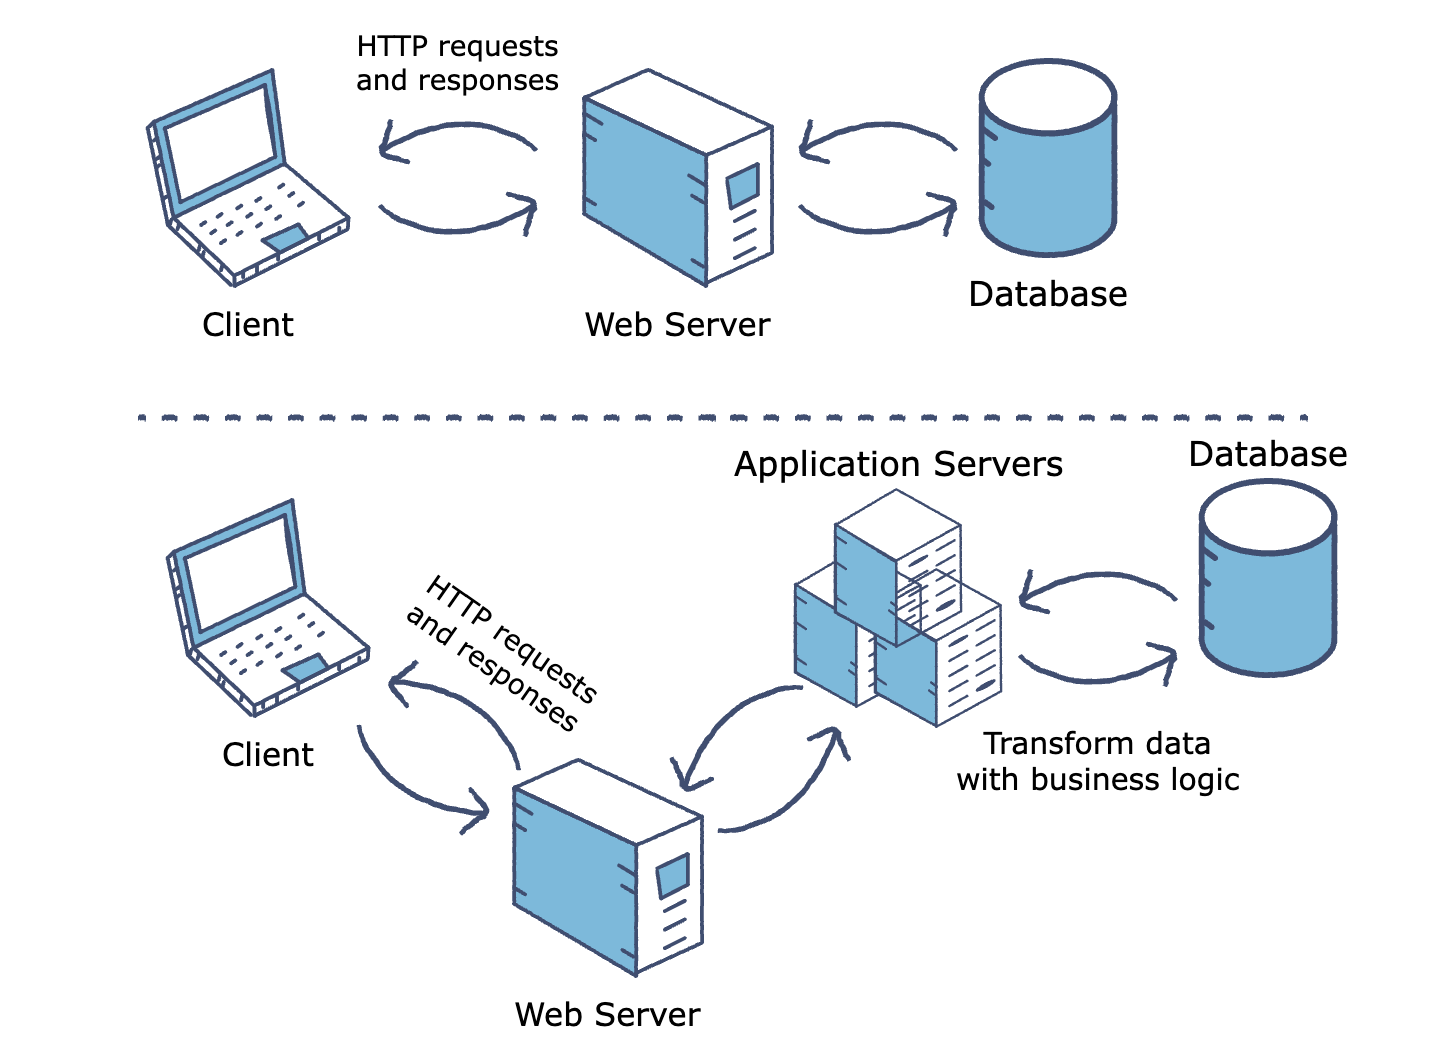 HTTP requests
and responses
Client
Web Server
Database
Application Servers
Database
HTTP requests
and responses
Client
Transform data
with business logic
Web Server